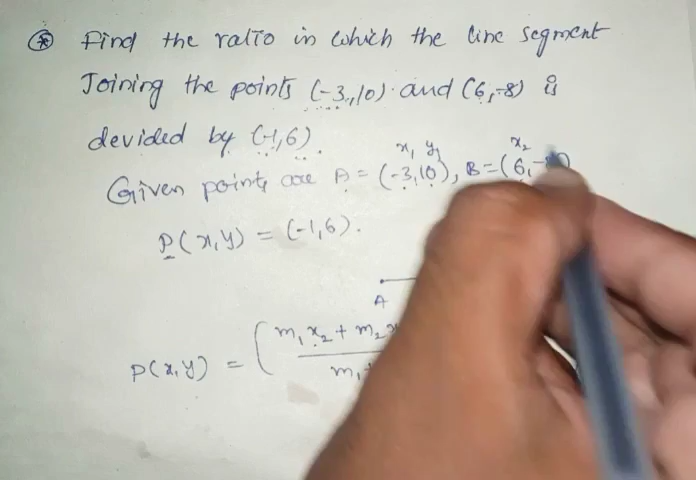 ⊛ Find the ratio in which the line segment
Joining the points (-3,10) and (6,-8) is
devided by (-1,6).
x₁ y₁ x₂
Given points are A = (-3,10), B = (6,-
P(x,y) = (-1,6).
A
P(x,y) = ( m₁x₂ + m₂
m₁